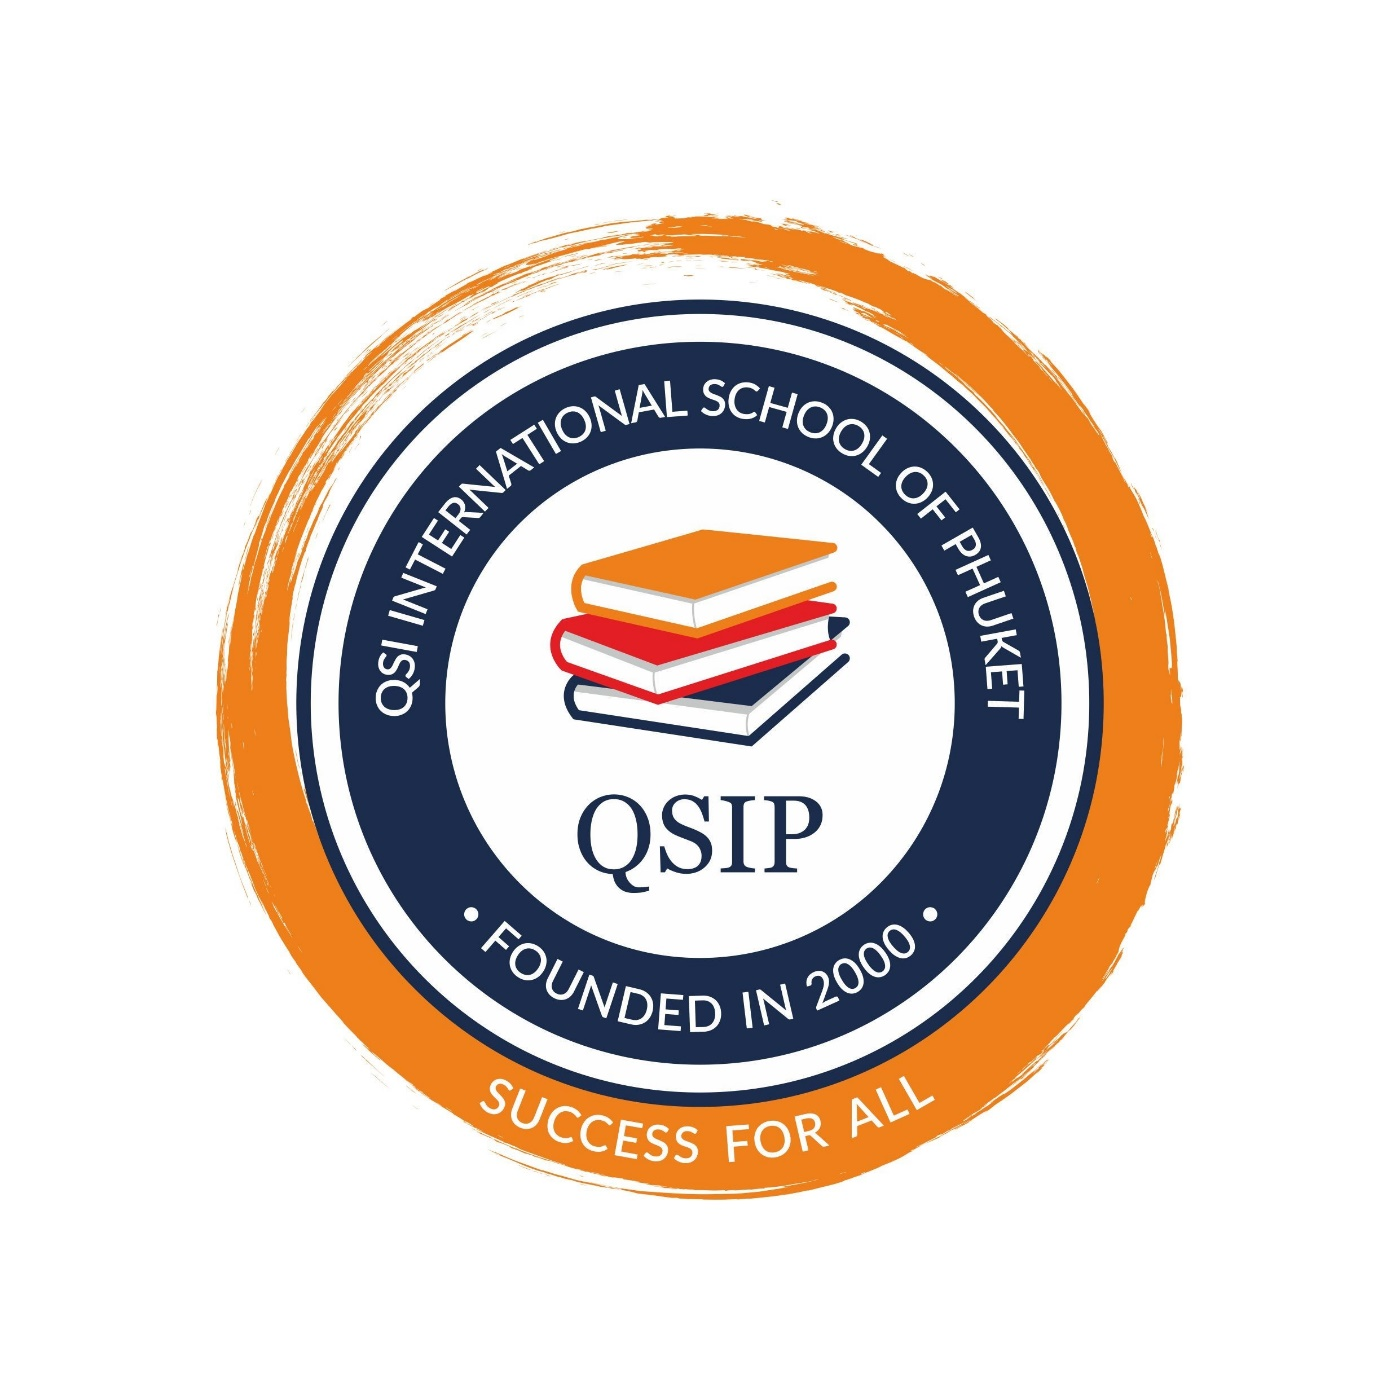 QSI INTERNATIONAL SCHOOL OF PHUKET
QSIP
• FOUNDED IN 2000 •
SUCCESS FOR ALL